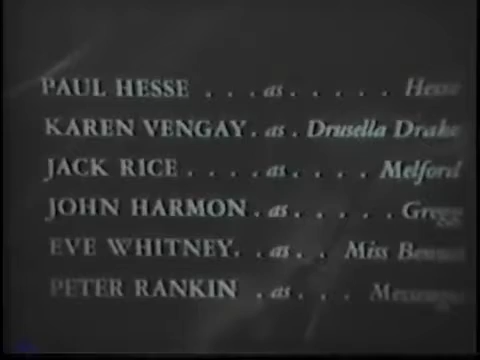 PAUL HESSE . . . as . . . . . Hesse
KAREN VENGAY . as . Drusella Drake
JACK RICE . . . . as . . . . Melford
JOHN HARMON . as . . . . . Gregg
EVE WHITNEY. . as . . Miss
PETER RANKIN . as . . . Messenger